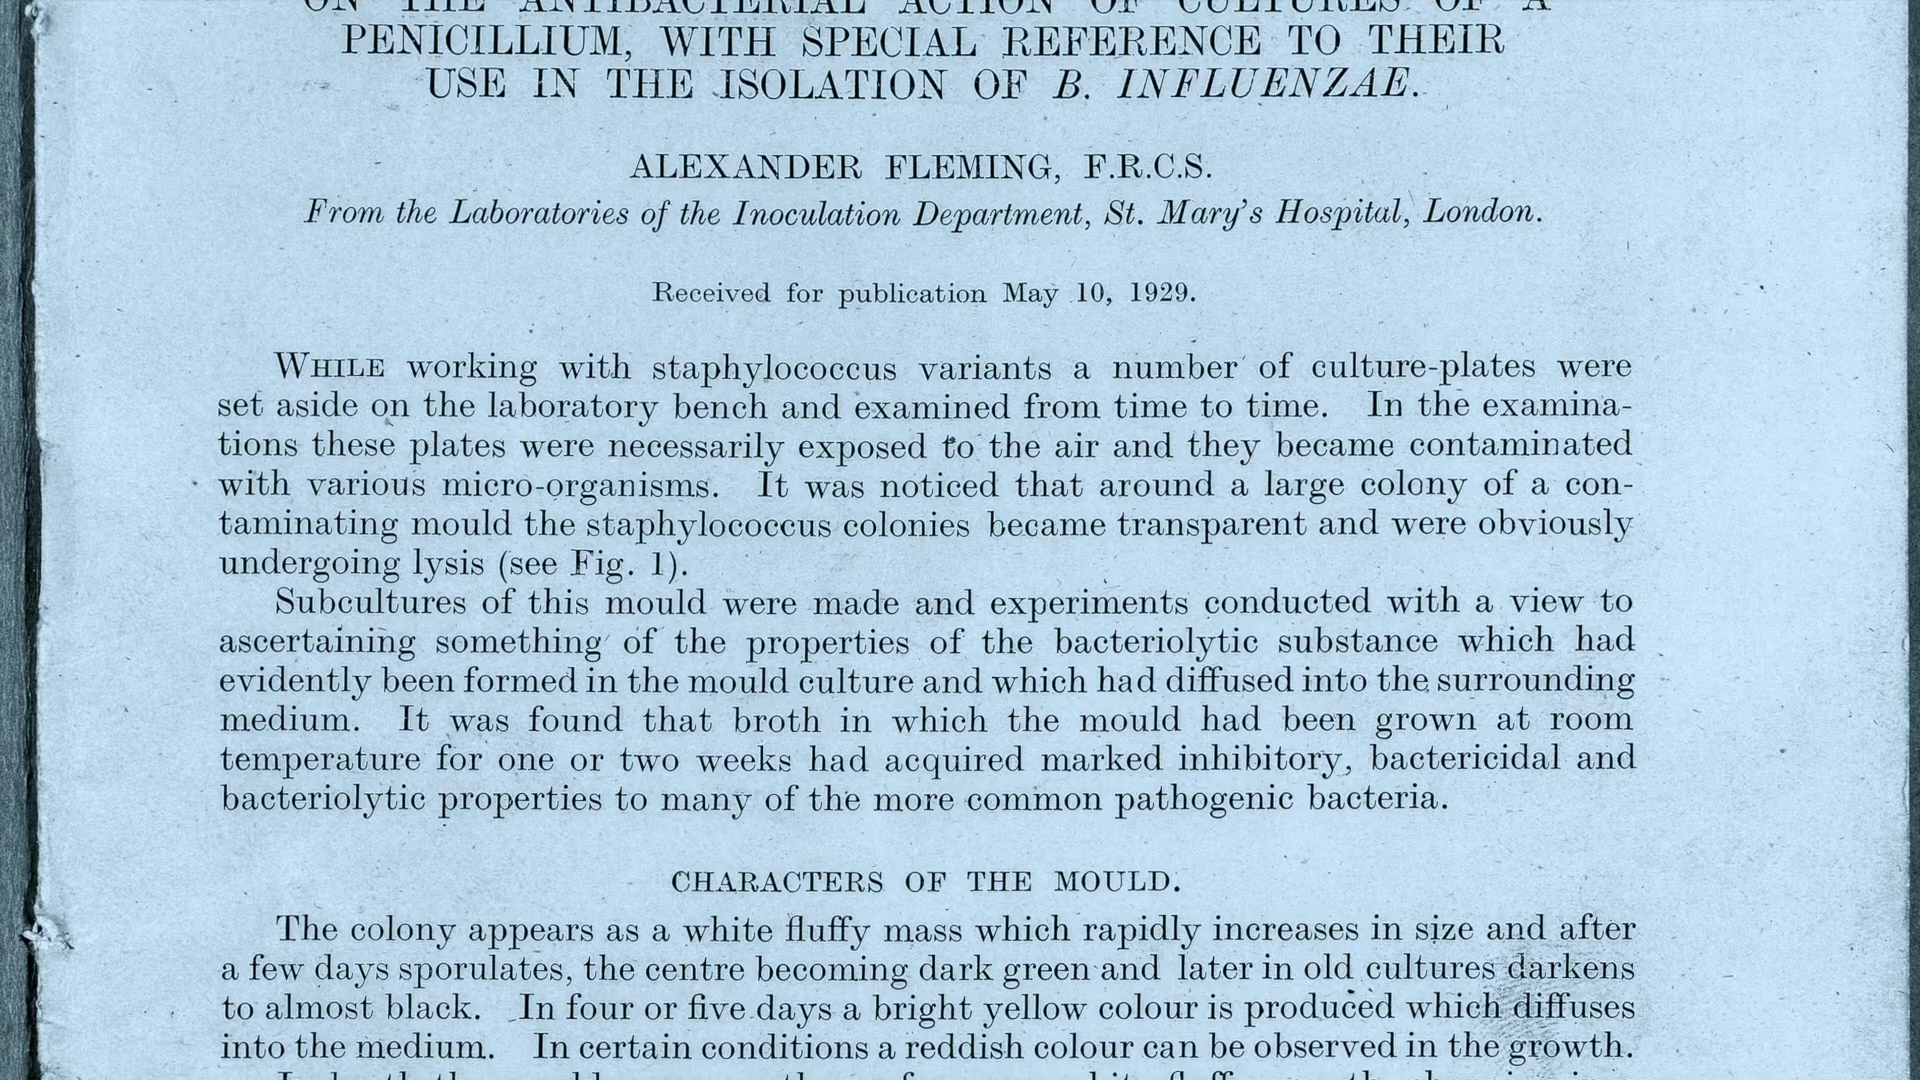 ON THE ANTIBACTERIAL ACTION OF CULTURES OF A
PENICILLIUM, WITH SPECIAL REFERENCE TO THEIR
USE IN THE ISOLATION OF B. INFLUENZAE.
ALEXANDER FLEMING, F.R.C.S.
From the Laboratories of the Inoculation Department, St. Mary's Hospital, London.
Received for publication May 10, 1929.
WHILE working with staphylococcus variants a number of culture-plates were
set aside on the laboratory bench and examined from time to time. In the examina-
tions these plates were necessarily exposed to the air and they became contaminated
with various micro-organisms. It was noticed that around a large colony of a con-
taminating mould the staphylococcus colonies became transparent and were obviously
undergoing lysis (see Fig. 1).
Subcultures of this mould were made and experiments conducted with a view to
ascertaining something of the properties of the bacteriolytic substance which had
evidently been formed in the mould culture and which had diffused into the surrounding
medium. It was found that broth in which the mould had been grown at room
temperature for one or two weeks had acquired marked inhibitory, bactericidal and
bacteriolytic properties to many of the more common pathogenic bacteria.
CHARACTERS OF THE MOULD.
The colony appears as a white fluffy mass which rapidly increases in size and after
a few days sporulates, the centre becoming dark green and later in old cultures darkens
to almost black. In four or five days a bright yellow colour is produced which diffuses
into the medium. In certain conditions a reddish colour can be observed in the growth.